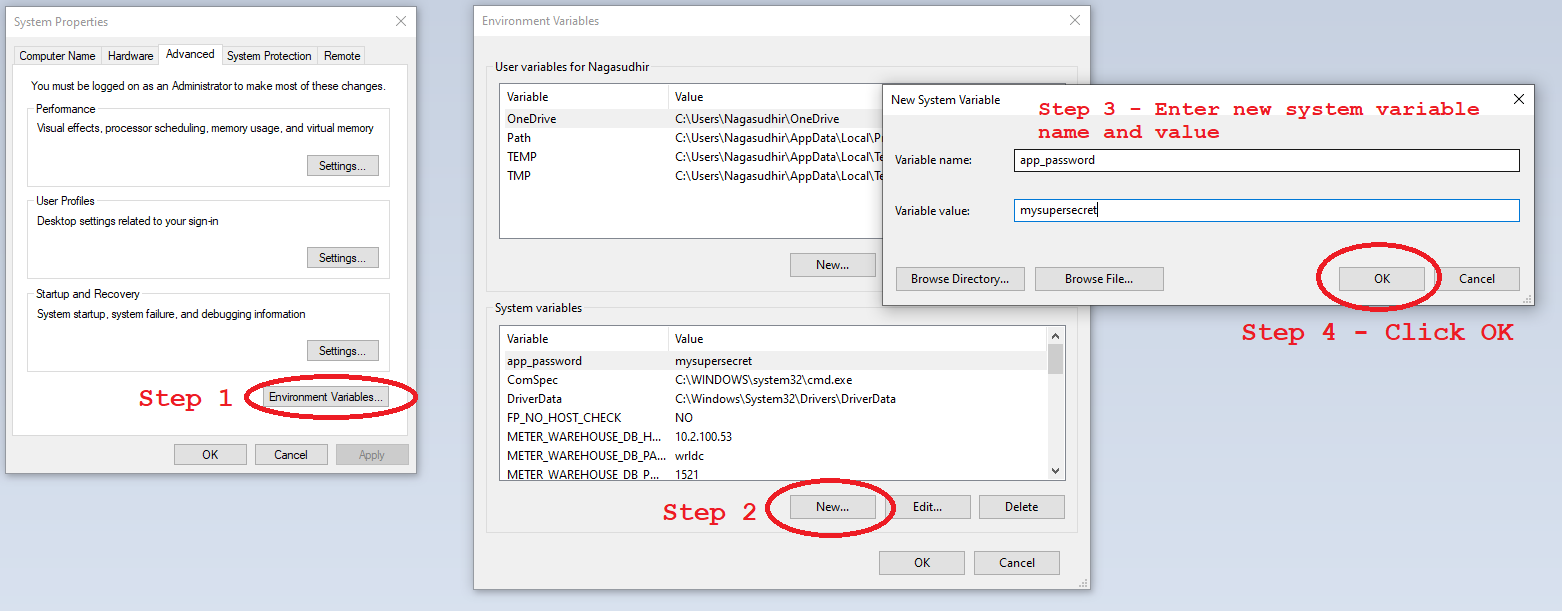 System Properties
Computer Name Hardware Advanced System Protection Remote
You must be logged on as an Administrator to make most of these changes.
Performance
Visual effects, processor scheduling, memory usage, and virtual memory
Settings...
User Profiles
Desktop settings related to your sign-in
Settings...
Startup and Recovery
System startup, system failure, and debugging information
Settings...
Step 1
Environment Variables...
OK Cancel Apply
Environment Variables
User variables for Nagasudhir
Variable Value
OneDrive C:\Users\Nagasudhir\OneDrive
Path C:\Users\Nagasudhir\AppData\Local\Pr
TEMP C:\Users\Nagasudhir\AppData\Local\Te
TMP C:\Users\Nagasudhir\AppData\Local\Te
New...
System variables
Variable Value
app_password mysupersecret
ComSpec C:\WINDOWS\system32\cmd.exe
DriverData C:\Windows\System32\Drivers\DriverData
FP_NO_HOST_CHECK NO
METER_WAREHOUSE_DB_H... 10.2.100.53
METER_WAREHOUSE_DB_PA... wrldc
METER_WAREHOUSE_DB_P... 1521
Step 2
New... Edit... Delete
OK Cancel
New System Variable
Step 3 - Enter new system variable
name and value
Variable name: app_password
Variable value: mysupersecret
Browse Directory... Browse File... OK Cancel
Step 4 - Click OK